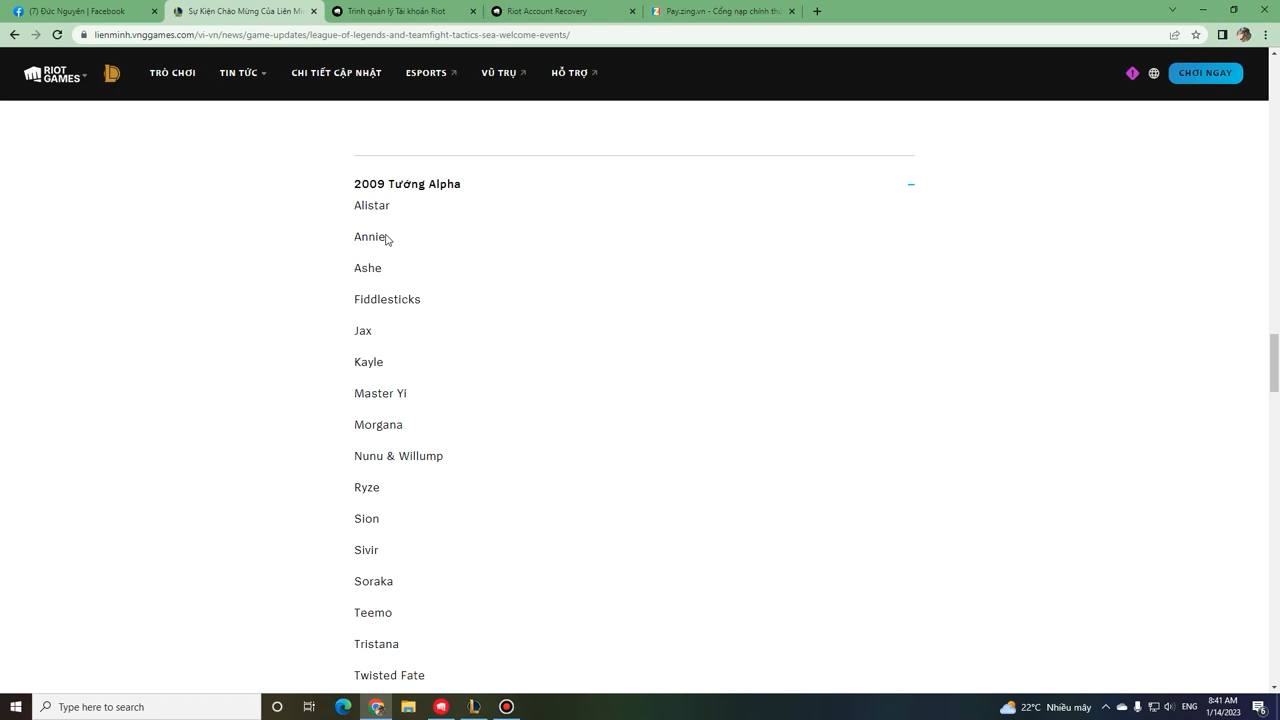 (7) Đức Nguyên | Facebook
Sự Kiện Chào Mừng Của Liên Mi
Trình quản lý Tài khoản Riot
Riot Account Recovery
Pay.zing.vn - Cổng nạp chính thứ
lienminh.vnggames.com/vi-vn/news/game-updates/league-of-legends-and-teamfight-tactics-sea-welcome-events/
RIOT GAMES
TRÒ CHƠI
TIN TỨC
CHI TIẾT CẬP NHẬT
ESPORTS
VŨ TRỤ
HỖ TRỢ
CHƠI NGAY
2009 Tướng Alpha
Alistar
Annie
Ashe
Fiddlesticks
Jax
Kayle
Master Yi
Morgana
Nunu & Willump
Ryze
Sion
Sivir
Soraka
Teemo
Tristana
Twisted Fate
Type here to search
22°C Nhiều mây
ENG
8:41 AM
1/14/2023
6